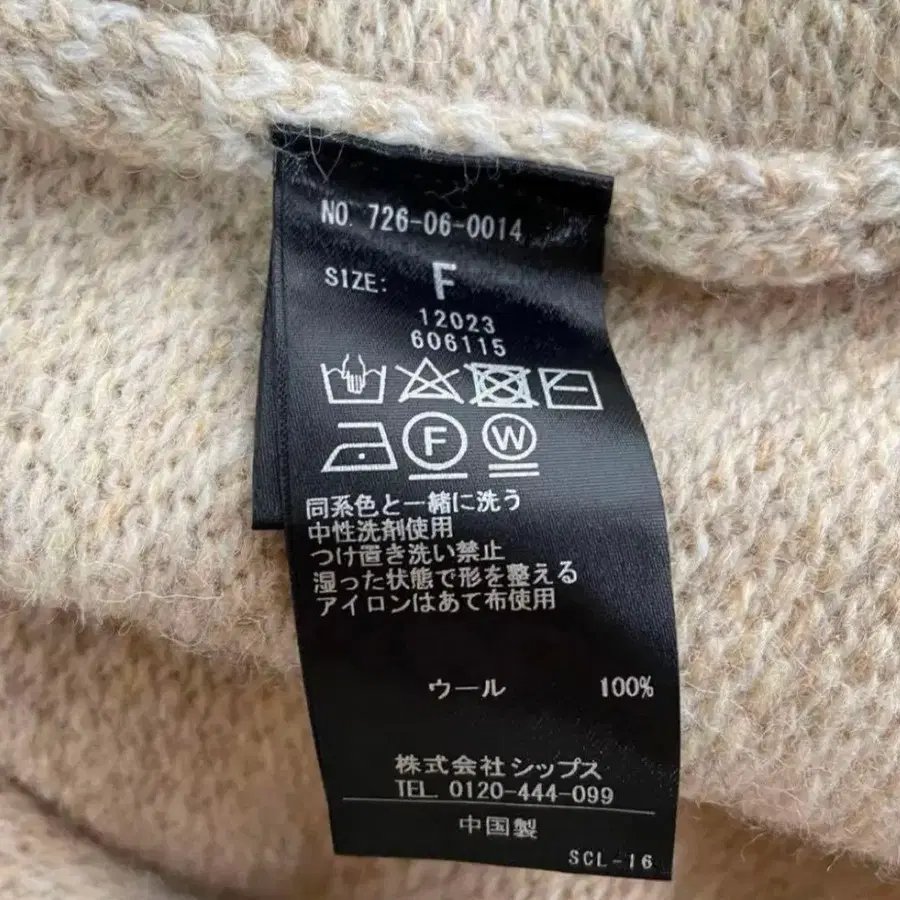 NO. 726-06-0014
SIZE: F
12023
606115
F W
同系色と一緒に洗う
中性洗剤使用
つけ置き洗い禁止
湿った状態で形を整える
アイロンはあて布使用
ウール 100%
株式会社シップス
TEL. 0120-444-099
中国製
SCL-16